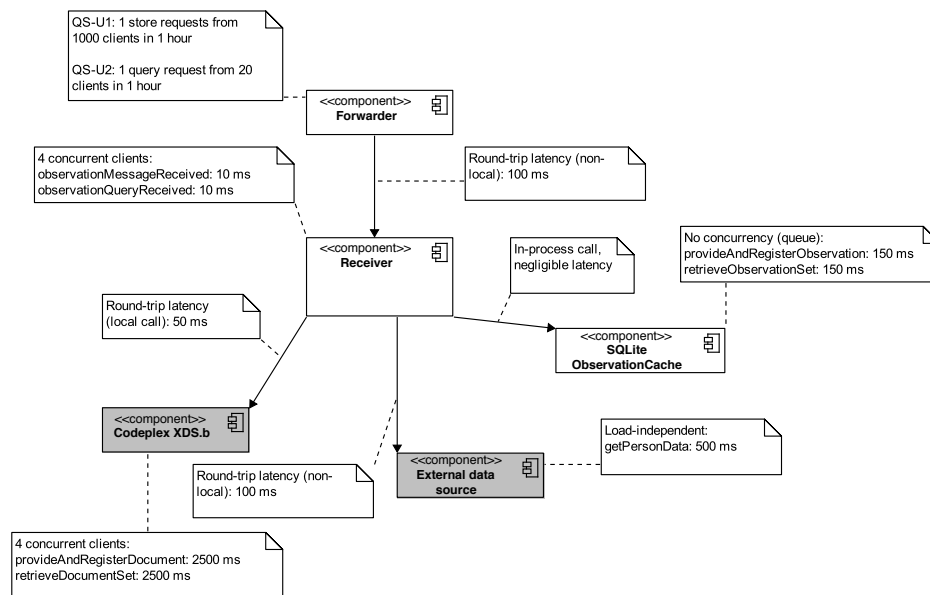 QS-U1: 1 store requests from
1000 clients in 1 hour
QS-U2: 1 query request from 20
clients in 1 hour
<<component>>
Forwarder
4 concurrent clients:
observationMessageReceived: 10 ms
observationQueryReceived: 10 ms
Round-trip latency (non-
local): 100 ms
<<component>>
Receiver
In-process call,
negligible latency
No concurrency (queue):
provideAndRegisterObservation: 150 ms
retrieveObservationSet: 150 ms
Round-trip latency
(local call): 50 ms
<<component>>
SQLite
ObservationCache
<<component>>
Codeplex XDS.b
Load-independent:
getPersonData: 500 ms
<<component>>
External data
source
Round-trip latency (non-
local): 100 ms
4 concurrent clients:
provideAndRegisterDocument: 2500 ms
retrieveDocumentSet: 2500 ms